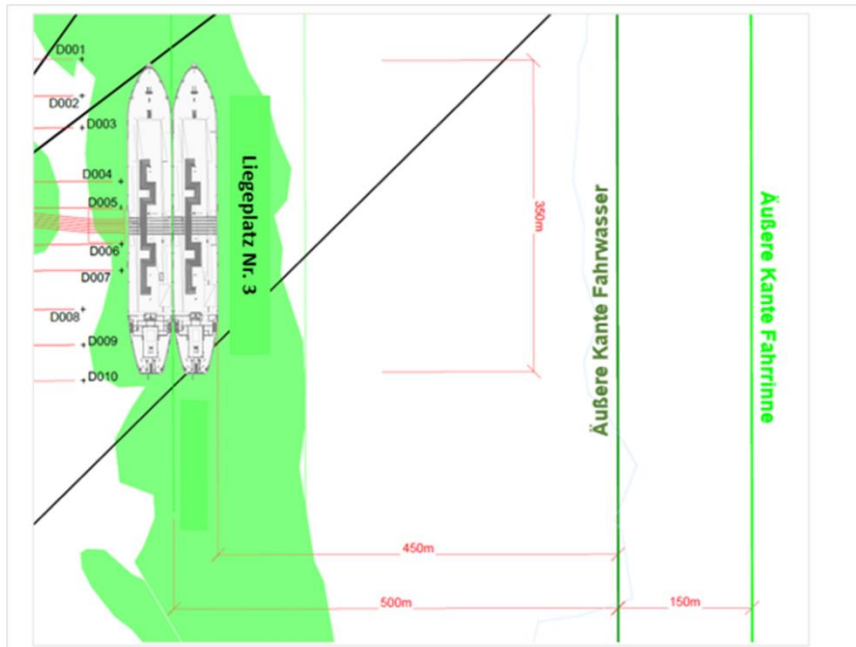 D001
D002
D003
D004
D005
D006
D007
D008
D009
D010
Liegeplatz Nr. 3
350m
Äußere Kante Fahrwasser
Äußere Kante Fahrrinne
450m
500m
150m